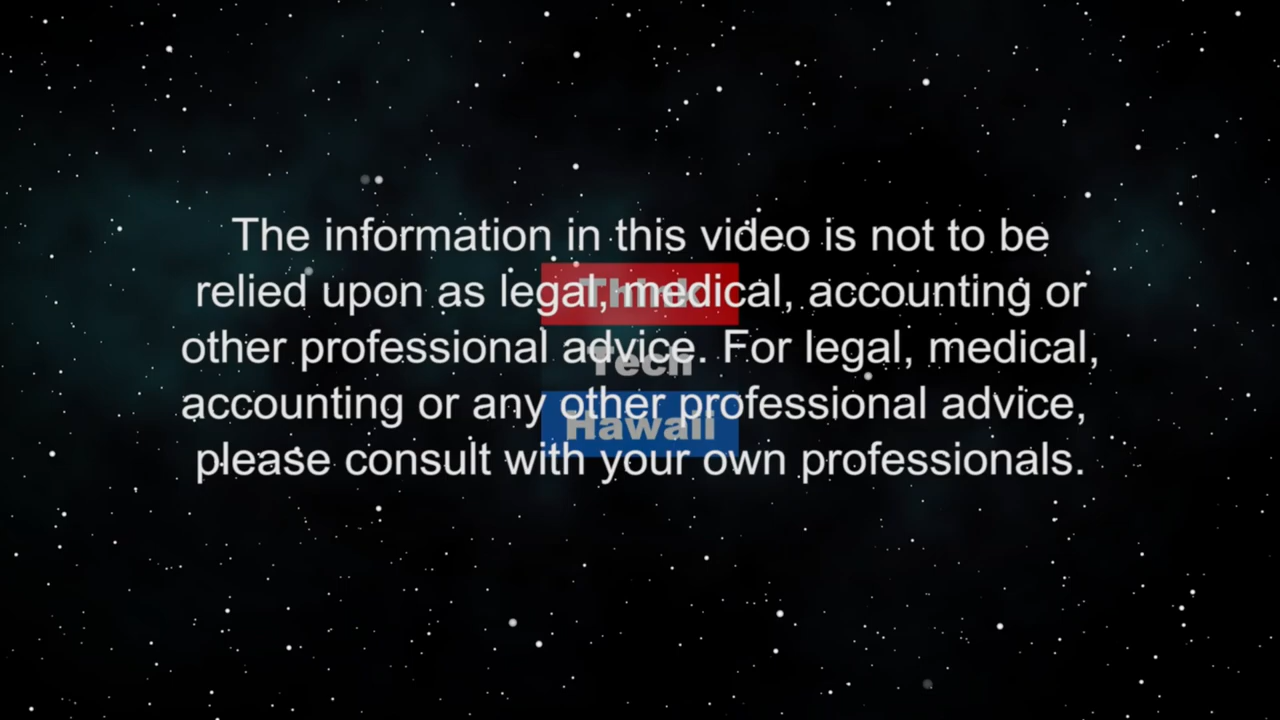 The information in this video is not to be
relied upon as legal, medical, accounting or
other professional advice. For legal, medical,
accounting or any other professional advice,
please consult with your own professionals.
Think
Tech
Hawaii